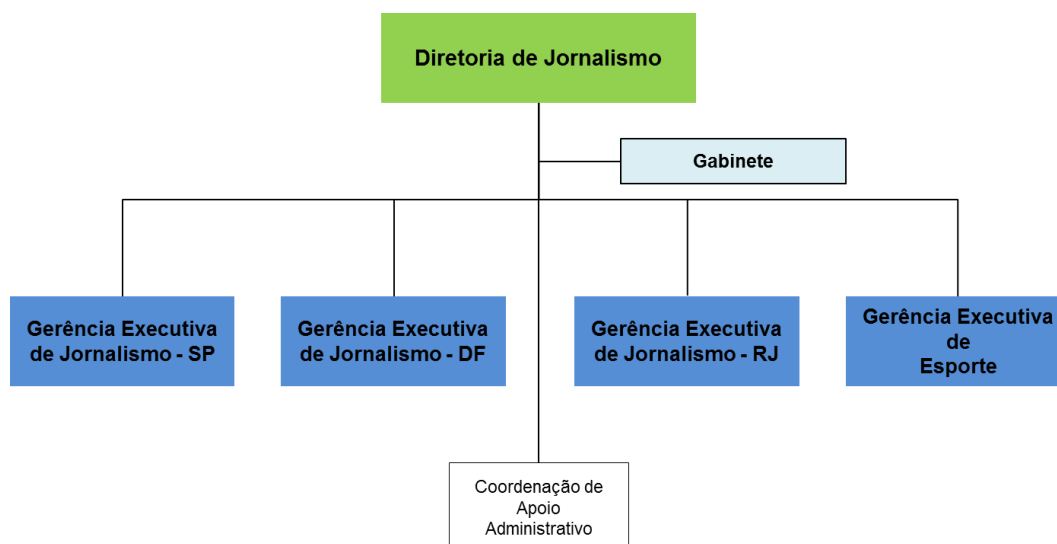 Diretoria de Jornalismo
Gabinete
Gerência Executiva
de Jornalismo - SP
Gerência Executiva
de Jornalismo - DF
Gerência Executiva
de Jornalismo - RJ
Gerência Executiva
de
Esporte
Coordenação de
Apoio
Administrativo